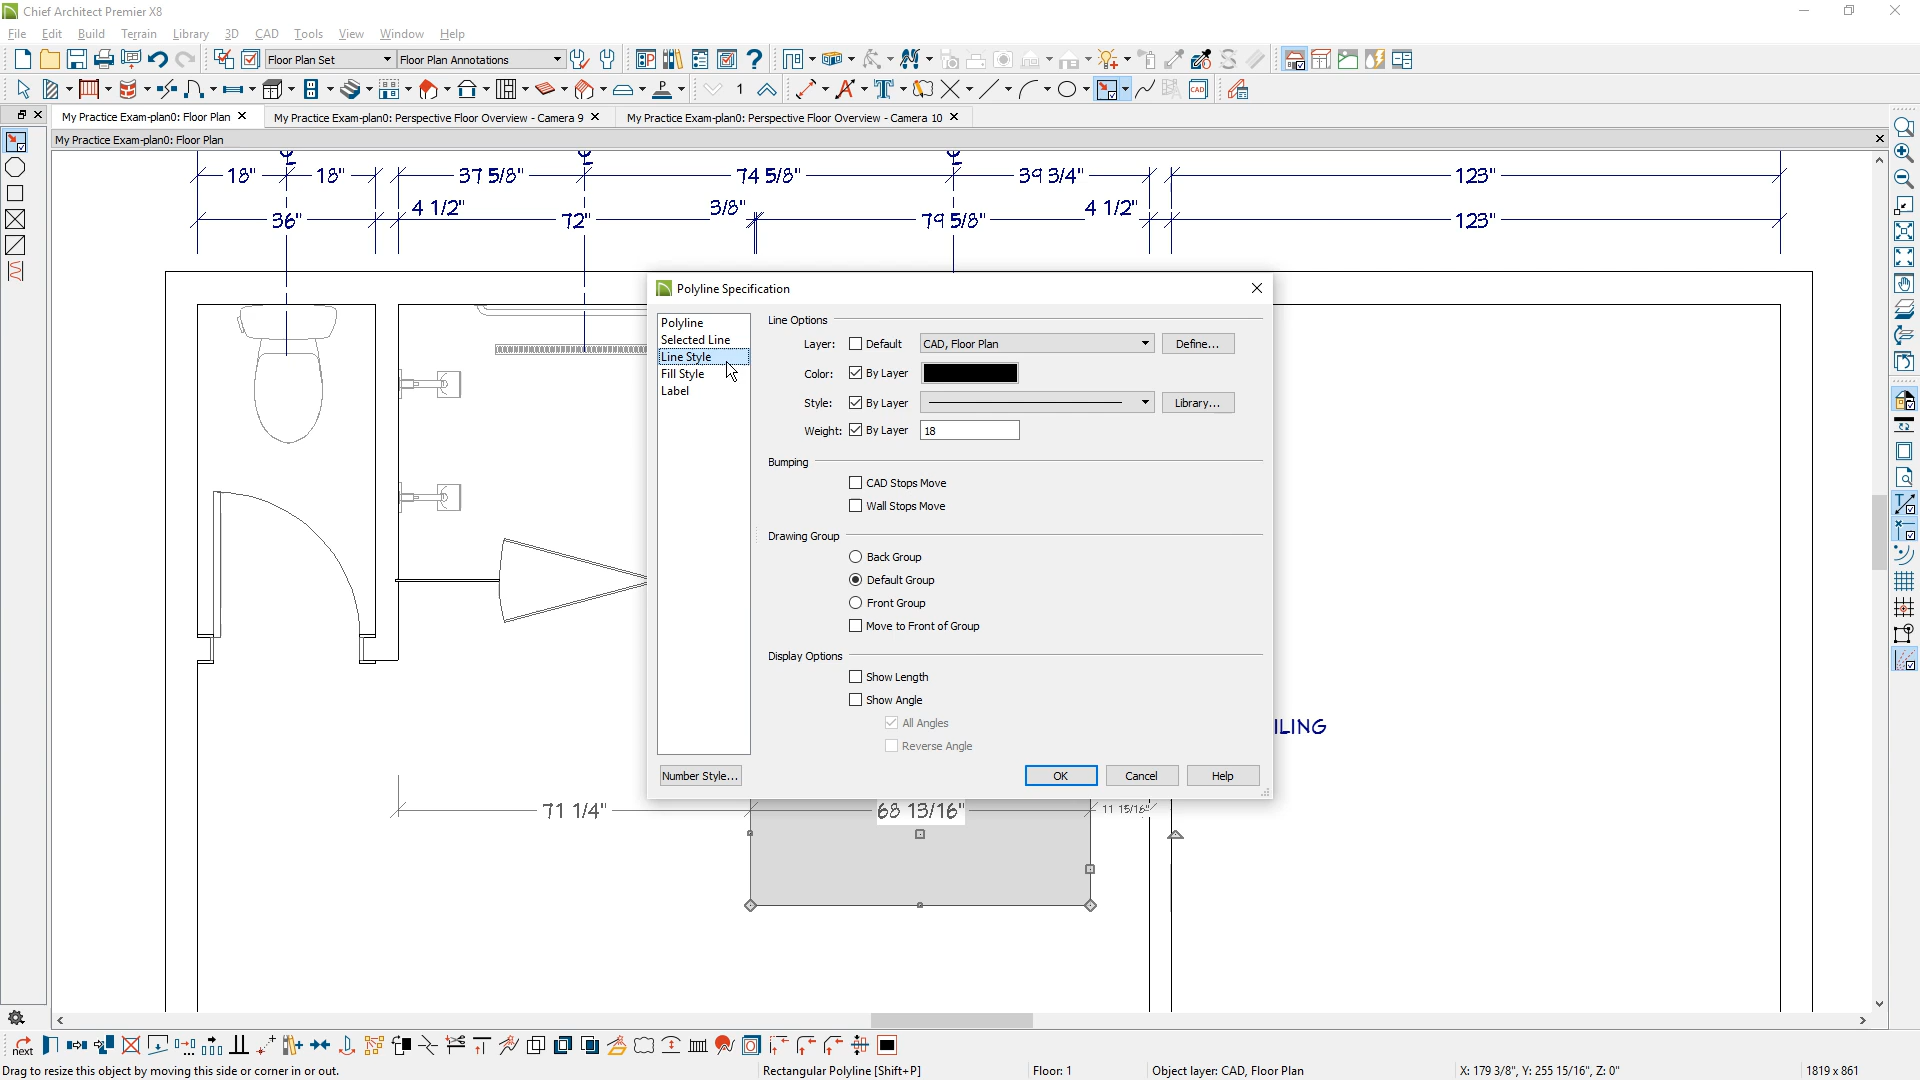 Chief Architect Premier X8
File Edit Build Terrain Library 3D CAD Tools View Window Help
Floor Plan Set Floor Plan Annotations
1 CAD
My Practice Exam-plan0: Floor Plan My Practice Exam-plan0: Perspective Floor Overview - Camera 9 My Practice Exam-plan0: Perspective Floor Overview - Camera 10
My Practice Exam-plan0: Floor Plan
18" 18" 37 5/8" 74 5/8" 39 3/4" 123"
36" 4 1/2" 72" 3/8" 79 5/8" 4 1/2" 123"
Polyline Specification
Polyline
Selected Line
Line Style
Fill Style
Label
Line Options
Layer: Default CAD, Floor Plan Define...
Color: By Layer
Style: By Layer Library...
Weight: By Layer 18
Bumping
CAD Stops Move
Wall Stops Move
Drawing Group
Back Group
Default Group
Front Group
Move to Front of Group
Display Options
Show Length
Show Angle
All Angles
Reverse Angle
Number Style... OK Cancel Help
ILING
71 1/4" 68 13/16" 11 15/16"
next
Drag to resize this object by moving this side or corner in or out. Rectangular Polyline [Shift+P] Floor: 1 Object layer: CAD, Floor Plan X: 179 3/8", Y: 255 15/16", Z: 0" 1819 x 861